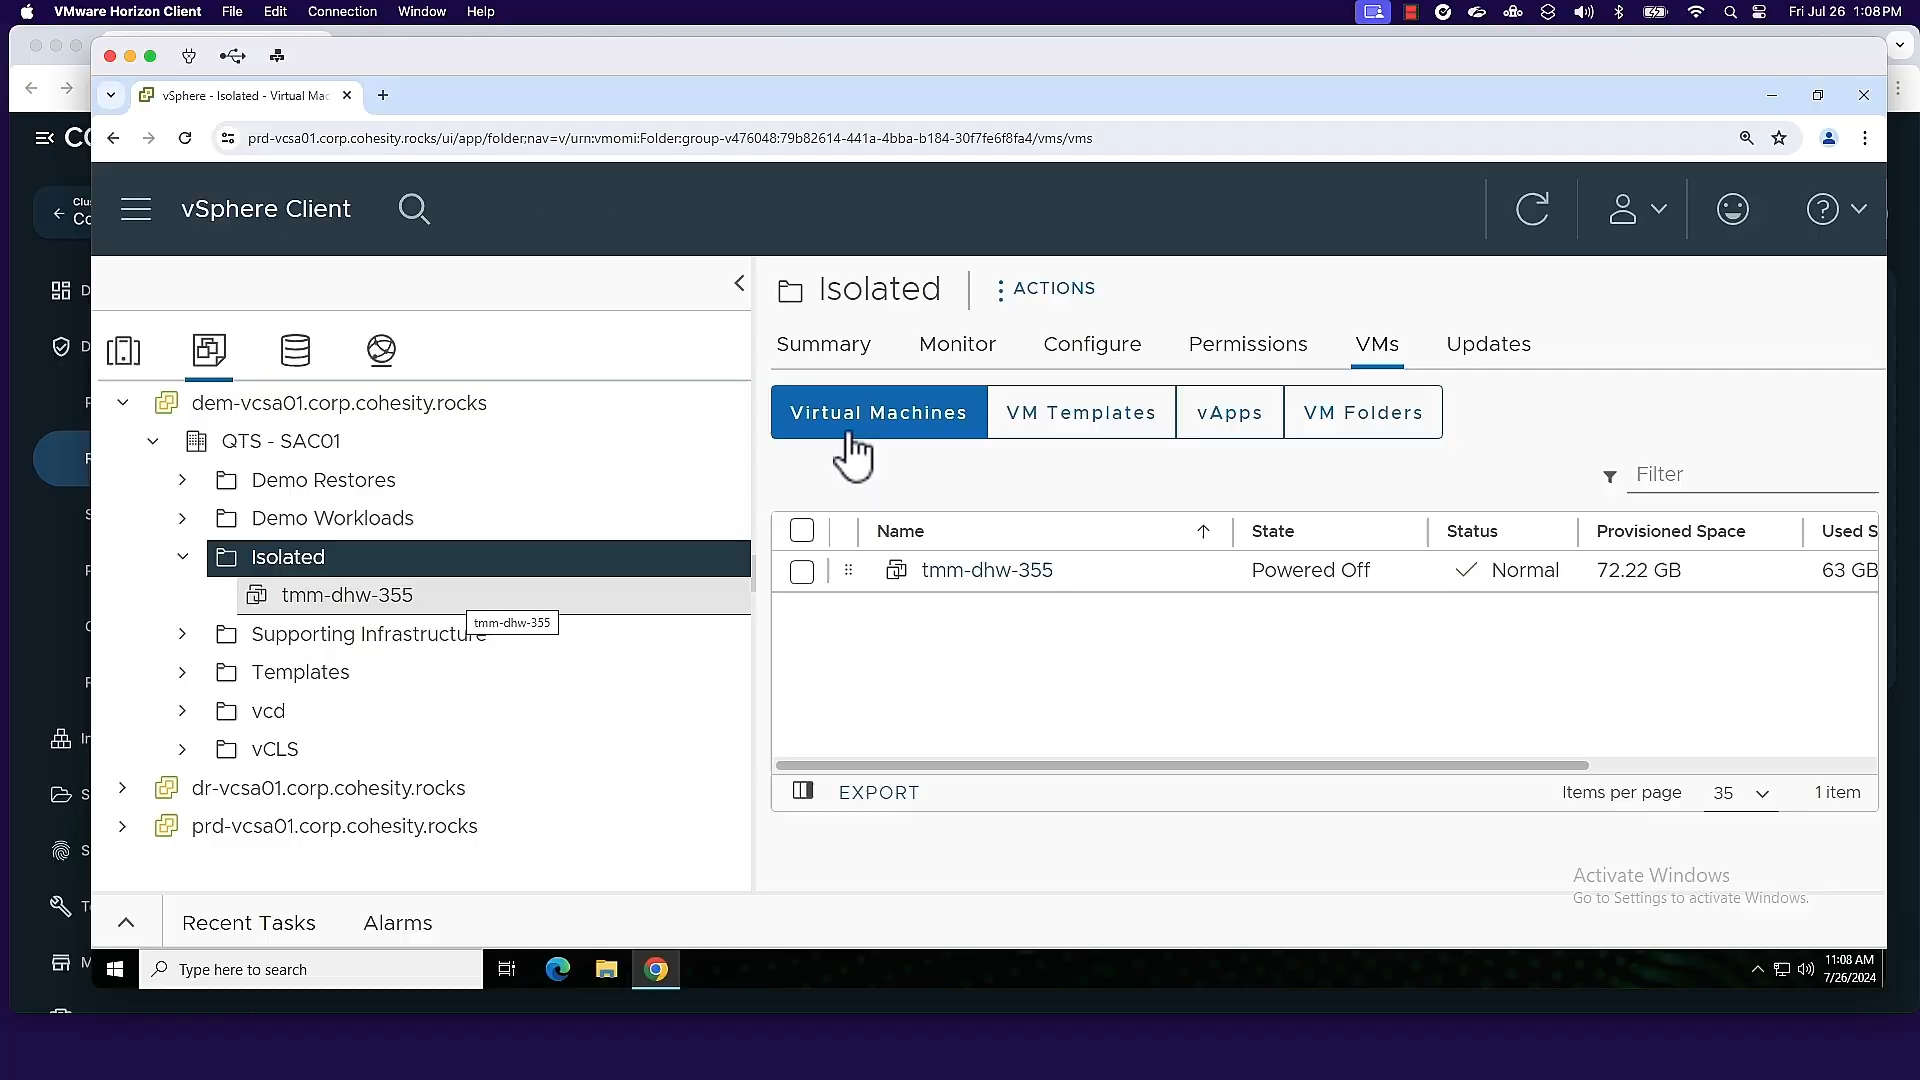 VMware Horizon Client File Edit Connection Window Help Fri Jul 26 1:08 PM
vSphere - Isolated - Virtual Mac
prd-vcsa01.corp.cohesity.rocks/ui/app/folder;nav=v/urn:vmomi:Folder:group-v476048:79b82614-441a-4bba-b184-30f7fe6f8fa4/vms/vms
CO
Clu
Co
vSphere Client
Isolated ACTIONS
Summary Monitor Configure Permissions VMs Updates
Virtual Machines VM Templates vApps VM Folders
Filter
dem-vcsa01.corp.cohesity.rocks
QTS - SAC01
Demo Restores
Demo Workloads
Isolated
tmm-dhw-355
tmm-dhw-355
Supporting Infrastructure
Templates
vcd
vCLS
dr-vcsa01.corp.cohesity.rocks
prd-vcsa01.corp.cohesity.rocks
Name State Status Provisioned Space Used S
tmm-dhw-355 Powered Off Normal 72.22 GB 63 GB
EXPORT Items per page 35 1 item
Activate Windows
Go to Settings to activate Windows.
Recent Tasks Alarms
Type here to search
11:08 AM
7/26/2024